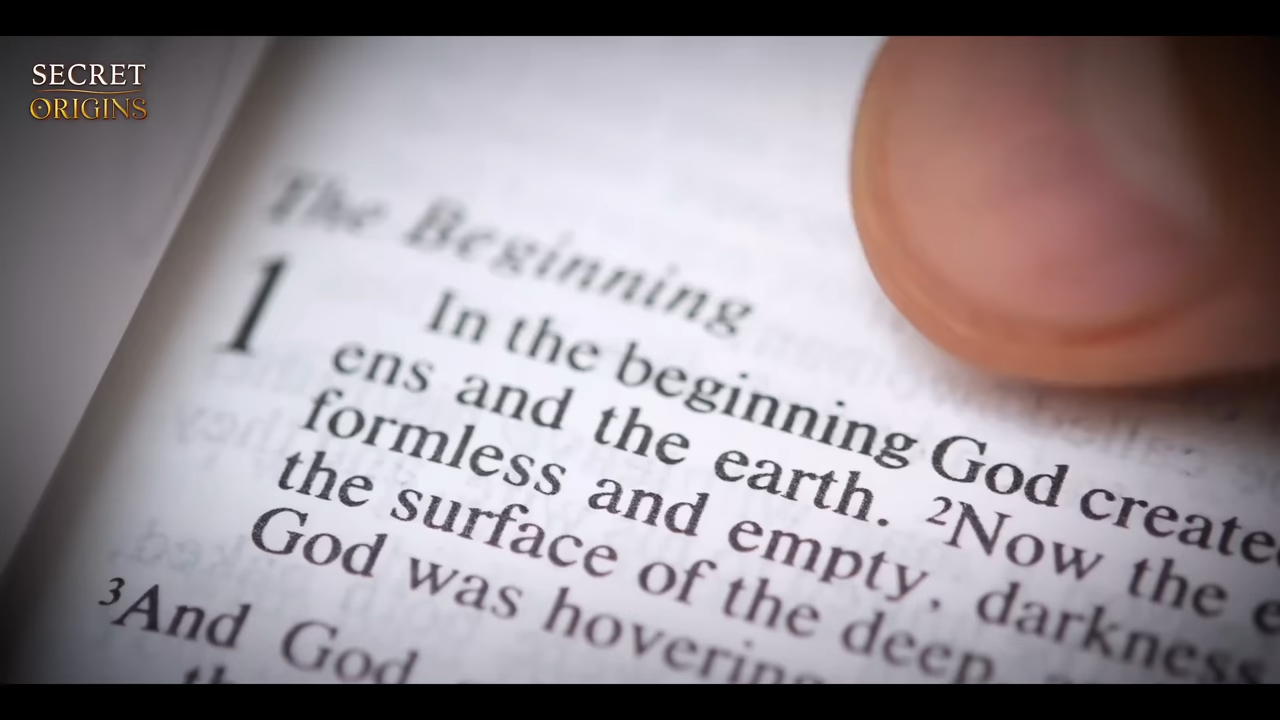 SECRET
ORIGINS
The Beginning
1 In the beginning God create
ens and the earth. ²Now the e
formless and empty, darkness
the surface of the deep
God was hovering
³And God